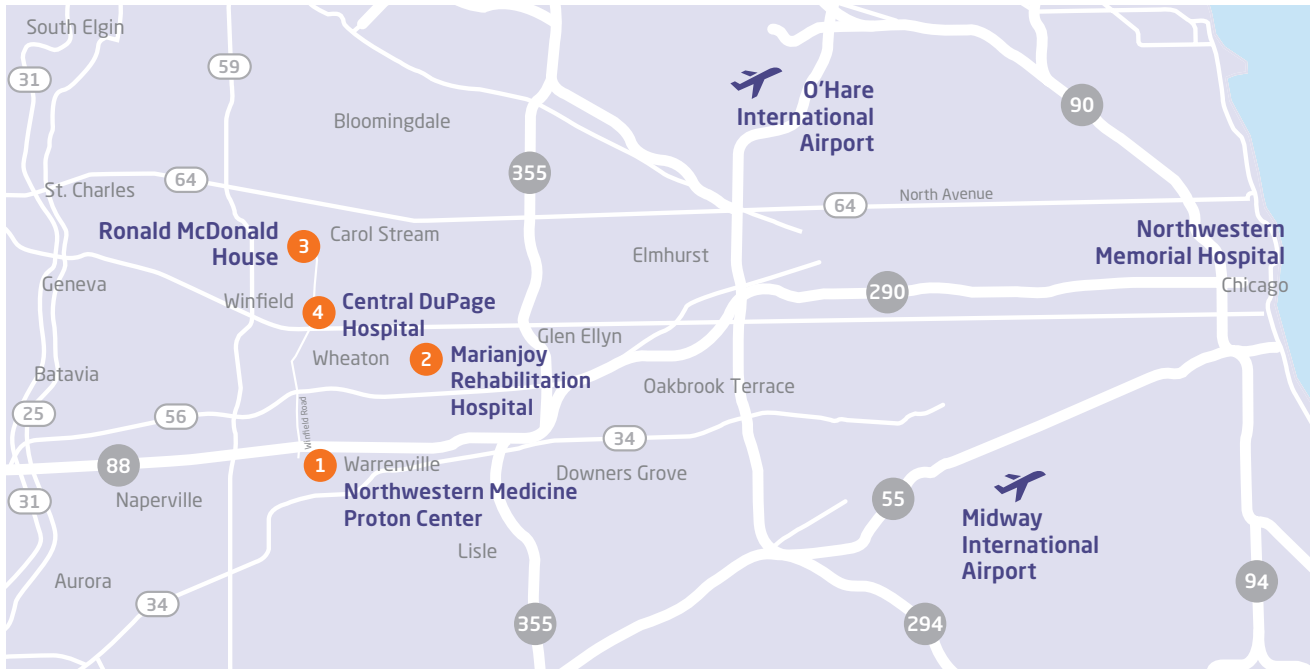 South Elgin
31
59
O'Hare
International
Airport
90
Bloomingdale
355
64
St. Charles
North Avenue
64
Ronald McDonald
House
3
Carol Stream
Northwestern
Memorial Hospital
Elmhurst
Geneva
Chicago
290
Winfield
4
Central DuPage
Hospital
Glen Ellyn
Wheaton
2
Marianjoy
Rehabilitation
Hospital
Batavia
Oakbrook Terrace
25
56
Winfield Road
34
88
1
Warrenville
Downers Grove
Northwestern Medicine
Proton Center
31
Naperville
55
Midway
International
Airport
Lisle
Aurora
34
355
294
94